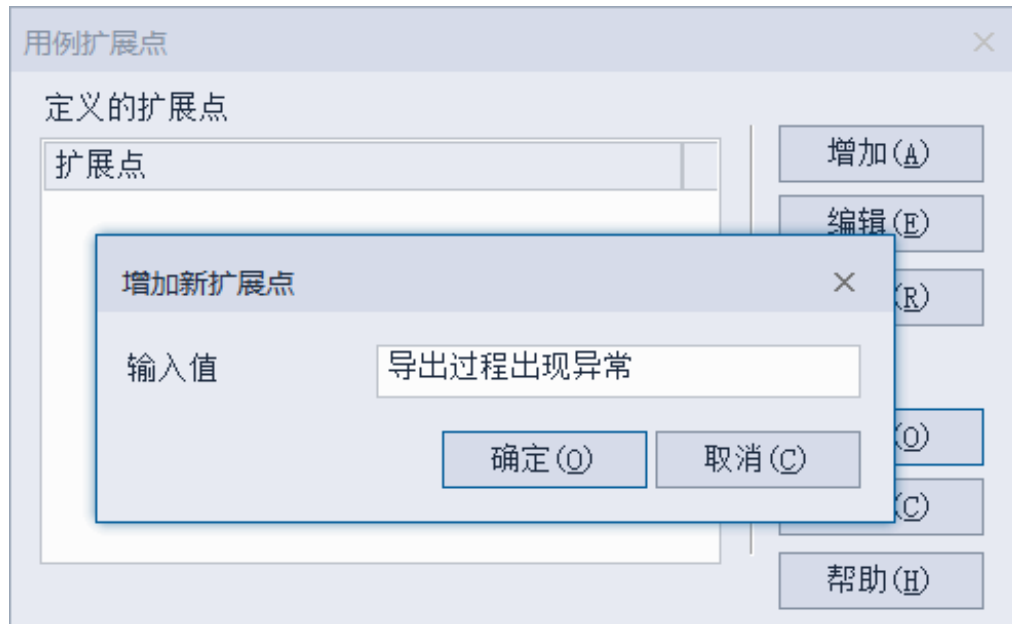 用例扩展点
定义的扩展点
扩展点
增加(A)
编辑(E)
增加新扩展点
(R)
输入值
导出过程出现异常
(O)
确定(O)
取消(C)
(C)
帮助(H)